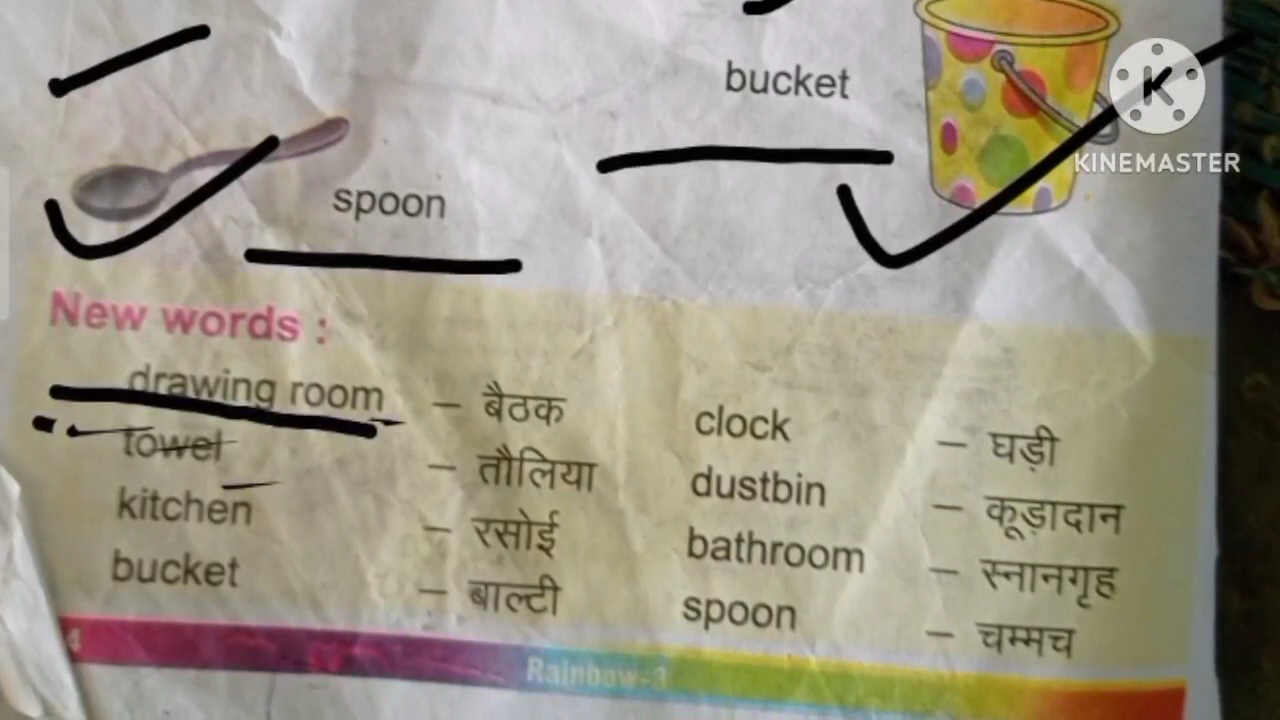 bucket
K
KINEMASTER
spoon
New words :
drawing room – बैठक
towel – तौलिया
kitchen – रसोई
bucket – बाल्टी
clock – घड़ी
dustbin – कूड़ादान
bathroom – स्नानगृह
spoon – चम्मच
4
Rainbow-3